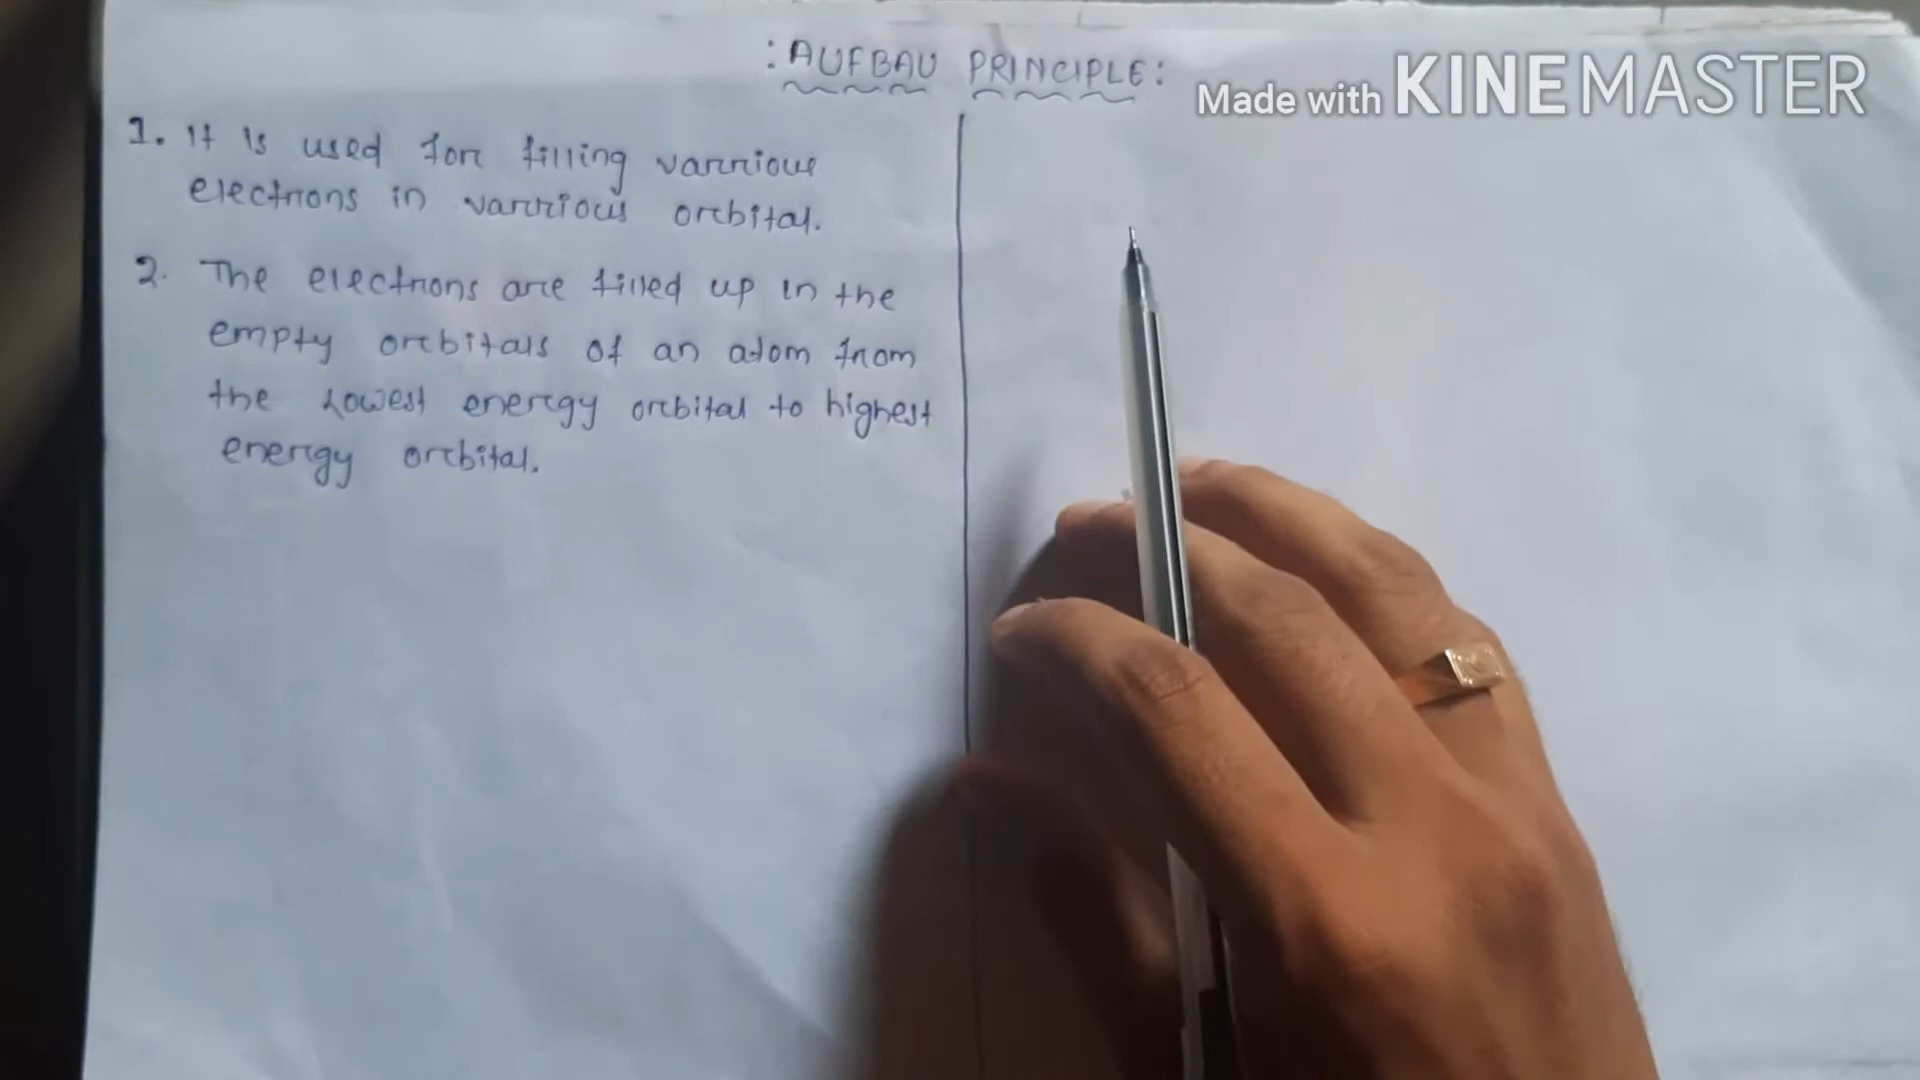 : AUFBAU PRINCIPLE :
Made with KINEMASTER
1. It is used for filling varrious
electrons in varrious orbital.
2. The electrons are filled up in the
empty orbitals of an atom from
the Lowest energy orbital to highest
energy orbital.